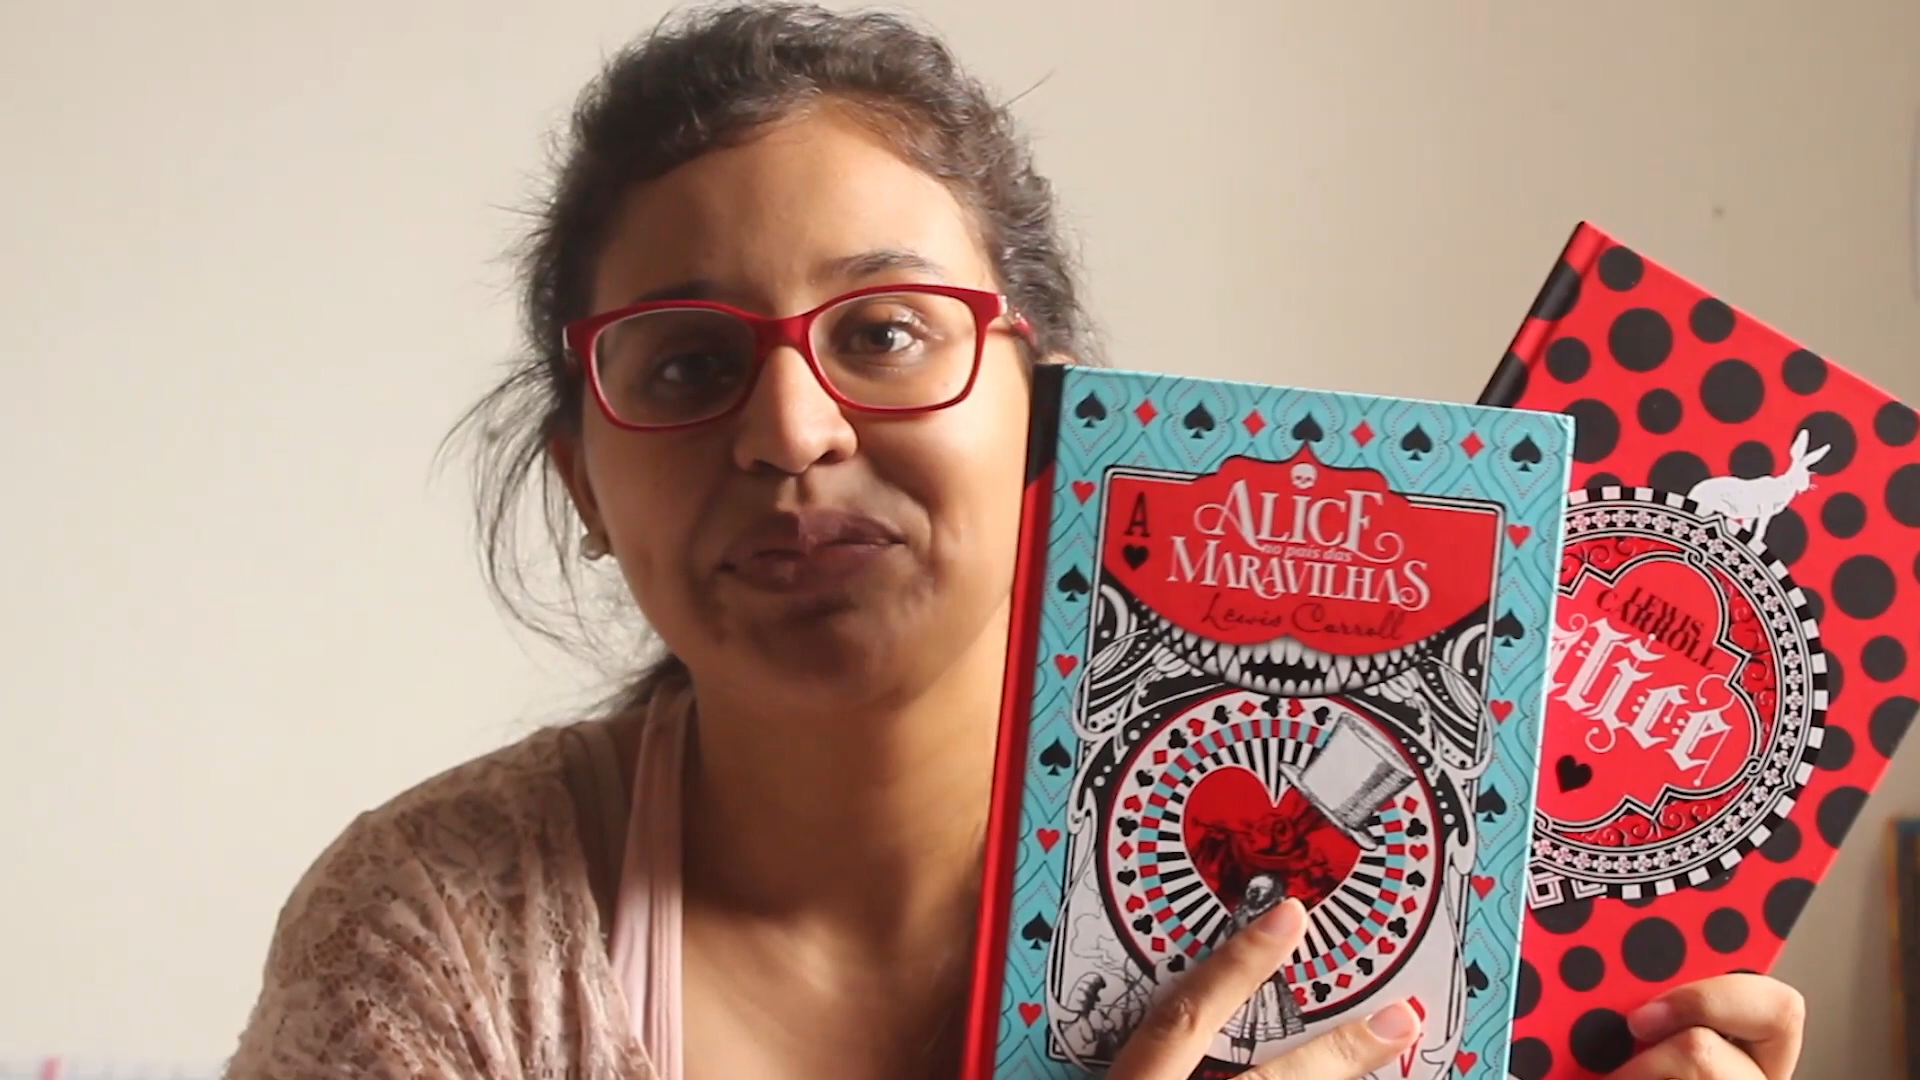 A
ALICE
no país das
MARAVILHAS
Lewis Carroll
LEWIS
CARROLL
alice
A